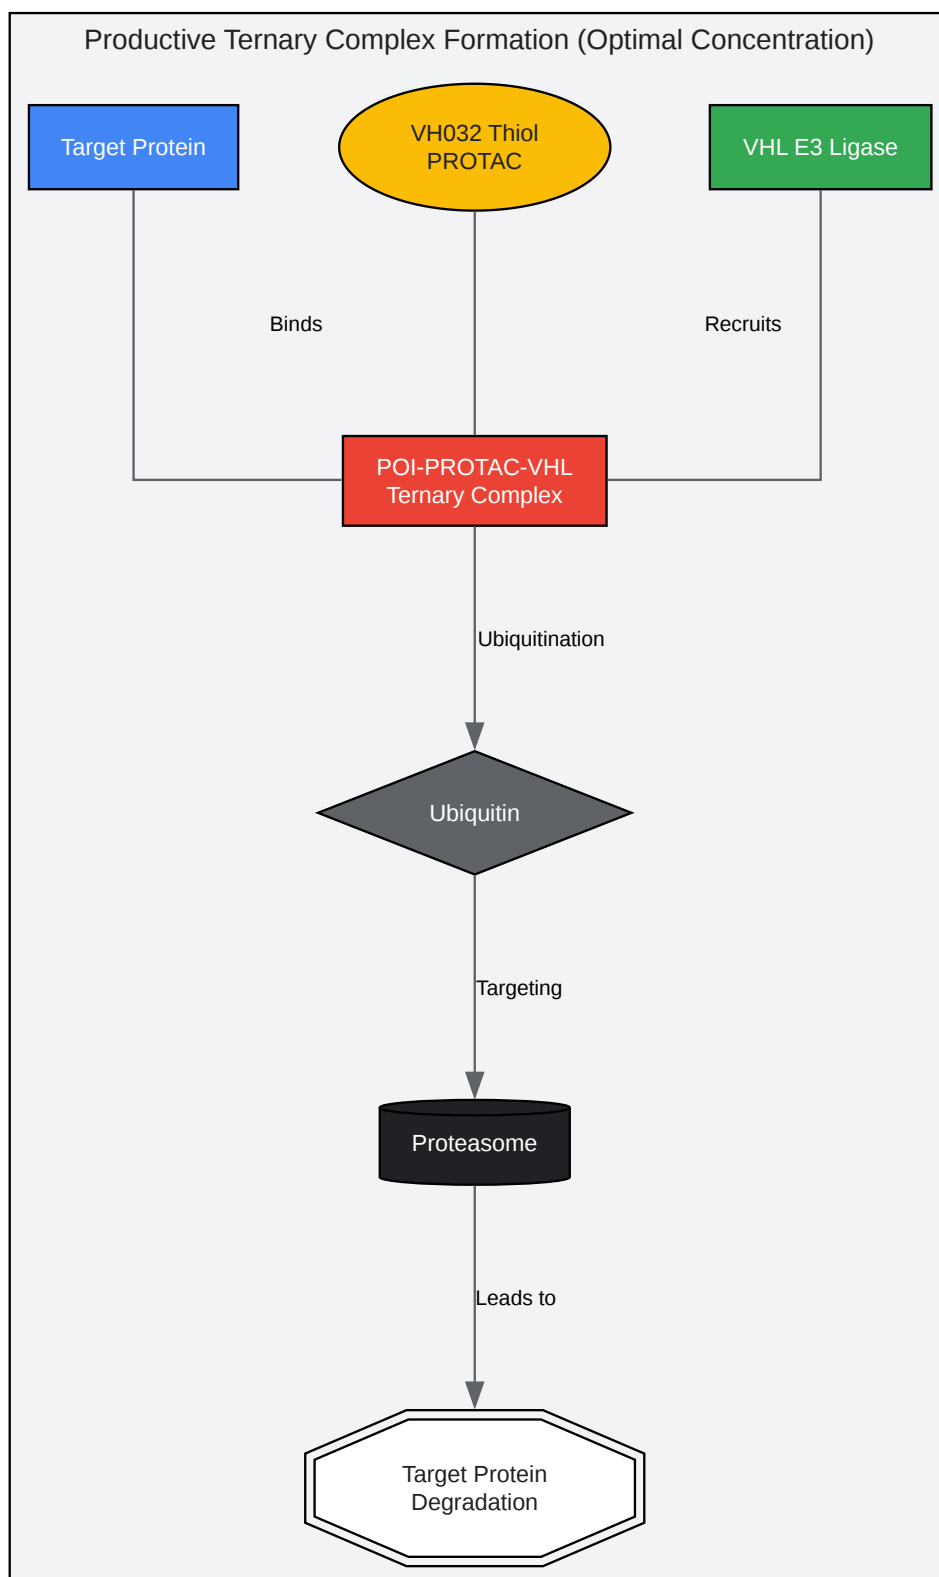 Productive Ternary Complex Formation (Optimal Concentration)
Target Protein
VH032 Thiol
PROTAC
VHL E3 Ligase
Binds
Recruits
POI-PROTAC-VHL
Ternary Complex
Ubiquitination
Ubiquitin
Targeting
Proteasome
Leads to
Target Protein
Degradation